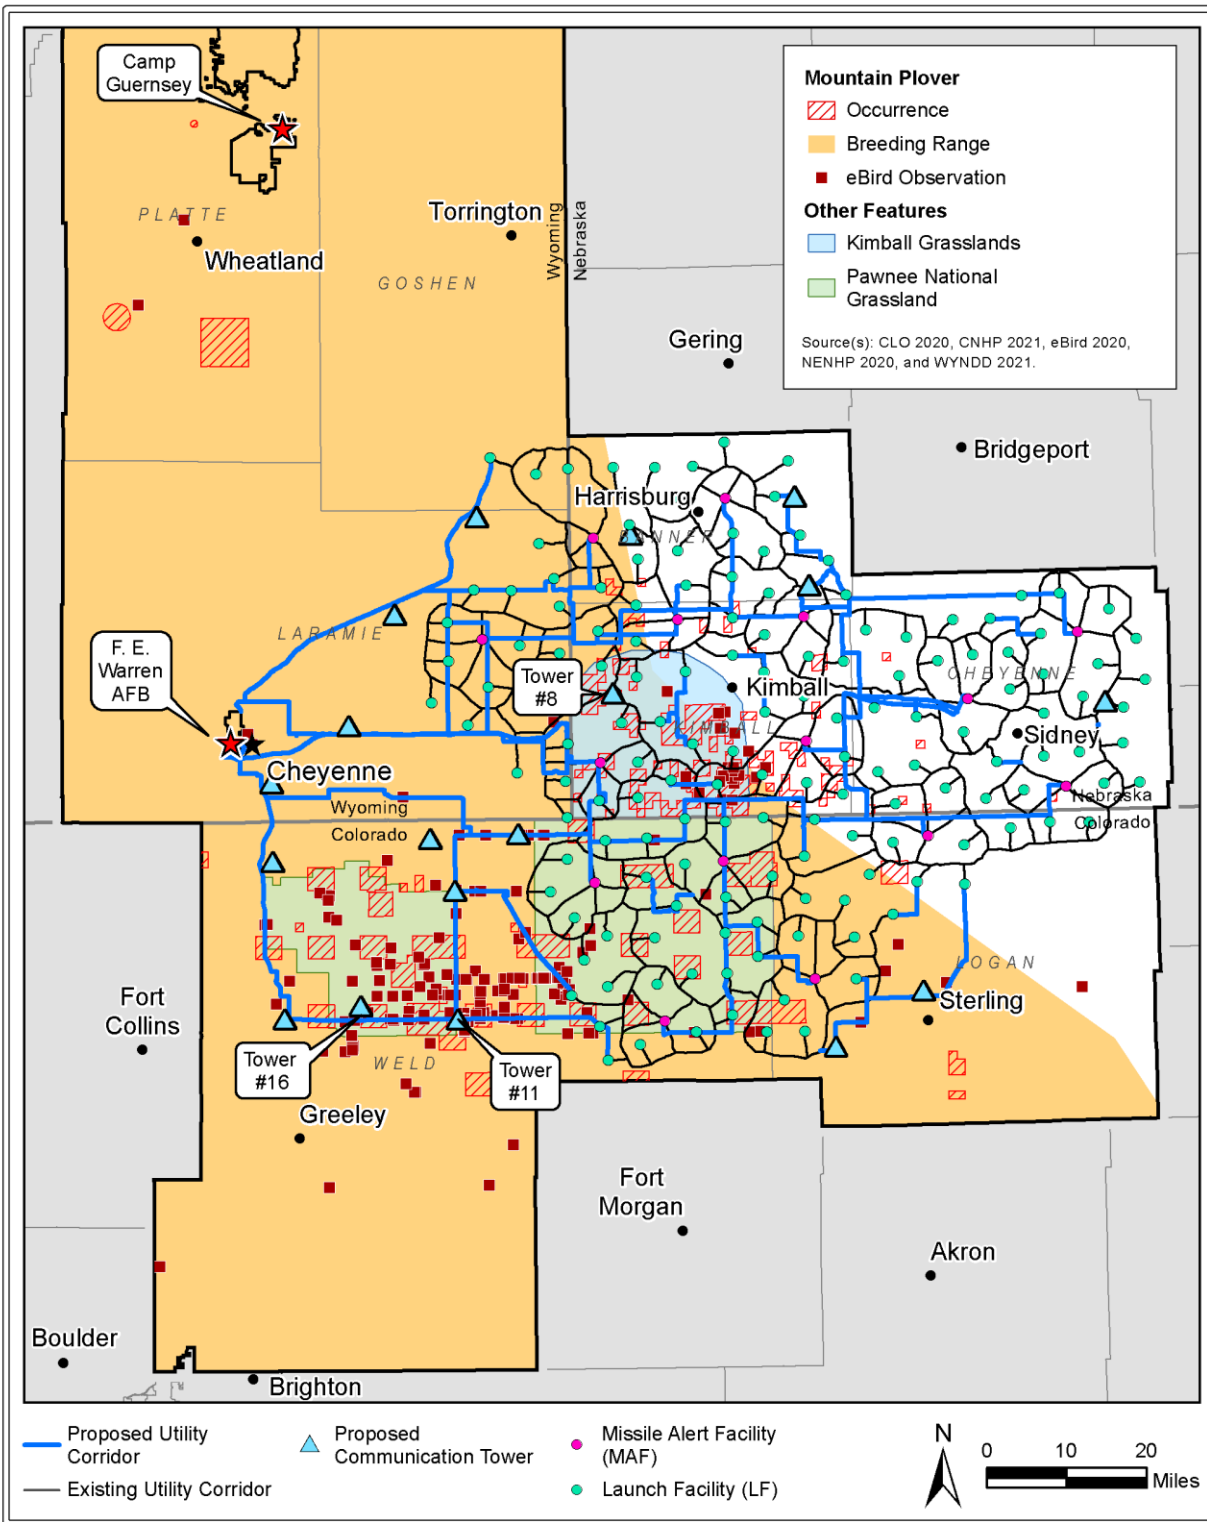 Camp
Guernsey
PLATTE
Wheatland
Torrington
GOSHEN
Wyoming
Nebraska
Mountain Plover
Occurrence
Breeding Range
eBird Observation
Other Features
Kimball Grasslands
Pawnee National
Grassland
Source(s): CLO 2020, CNHP 2021, eBird 2020,
NENHP 2020, and WYNDD 2021.
Gering
Bridgeport
Harrisburg
BANNER
LARAMIE
F. E.
Warren
AFB
Tower
#8
Kimball
KIMBALL
CHEYENNE
Sidney
Cheyenne
Wyoming
Colorado
Nebraska
Colorado
LOGAN
Sterling
Fort
Collins
Tower
#16
WELD
Tower
#11
Greeley
Fort
Morgan
Akron
Boulder
Brighton
Proposed Utility
Corridor
Existing Utility Corridor
Proposed
Communication Tower
Missile Alert Facility
(MAF)
Launch Facility (LF)
N
0 10 20
Miles